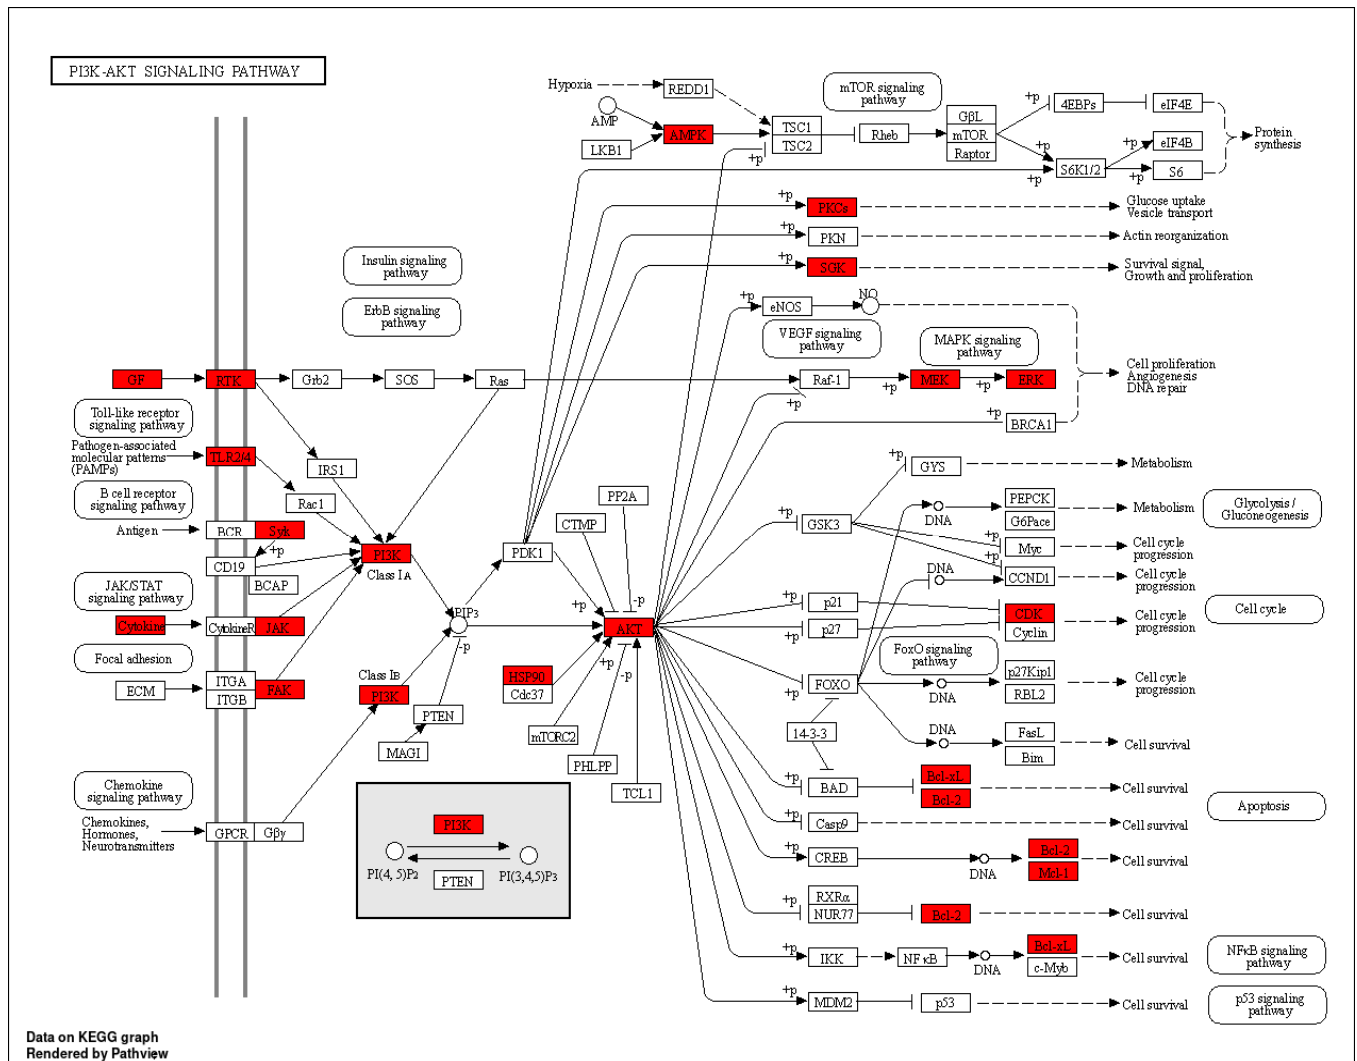 PI3K-AKT SIGNALING PATHWAY
Hypoxia
REDD1
mTOR signaling
pathway
AMP
LKB1
AMPK
TSC1
TSC2
+p
Rheb
GβL
mTOR
Raptor
+p
4EBPs
eIF4E
+p
S6K1/2
+p
+p
eIF4B
+p
S6
Protein
synthesis
+p
PKCs
Glucose uptake
Vesicle transport
+p
PKN
Actin reorganization
+p
SGK
Survival signal,
Growth and proliferation
Insulin signaling
pathway
ErbB signaling
pathway
+p
eNOS
NO
VEGF signaling
pathway
MAPK signaling
pathway
GF
RTK
Grb2
SOS
Ras
Raf-1
+p
+p
MEK
+p
ERK
Cell proliferation
Angiogenesis
DNA repair
+p
BRCA1
Toll-like receptor
signaling pathway
Pathogen-associated
molecular patterns
(PAMPs)
TLR2/4
IRS1
Rac1
B cell receptor
signaling pathway
Antigen
BCR
Syk
+p
CD19
BCAP
PI3K
Class IA
JAK/STAT
signaling pathway
Cytokine
CytokineR
JAK
Focal adhesion
ECM
ITGA
ITGB
FAK
PIP3
-p
Class IB
PI3K
PTEN
MAGI
Chemokine
signaling pathway
Chemokines,
Hormones,
Neurotransmitters
GPCR
Gβγ
PDK1
CTMP
PP2A
+p
-p
AKT
HSP90
Cdc37
+p
-p
mTORC2
PHLPP
TCL1
PI3K
PI(4, 5)P2
PI(3,4,5)P3
PTEN
+p
GYS
Metabolism
+p
GSK3
DNA
PEPCK
G6Pace
Metabolism
Glycolysis /
Gluconeogenesis
+p
Myc
Cell cycle
progression
DNA
+p
CCND1
Cell cycle
progression
+p
p21
+p
p27
CDK
Cyclin
Cell cycle
progression
Cell cycle
FoxO signaling
pathway
+p
FOXO
DNA
p27Kip1
RBL2
Cell cycle
progression
14-3-3
DNA
FasL
Bim
Cell survival
+p
BAD
Bcl-xL
Bcl-2
Cell survival
Apoptosis
+p
Casp9
Cell survival
+p
CREB
DNA
Bcl-2
Mcl-1
Cell survival
+p
RXRα
NUR77
Bcl-2
Cell survival
+p
IKK
NFκB
DNA
Bcl-xL
c-Myb
Cell survival
NFκB signaling
pathway
+p
MDM2
p53
Cell survival
p53 signaling
pathway
Data on KEGG graph
Rendered by Pathview